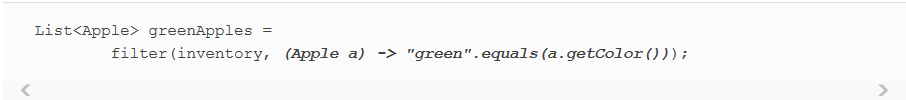 List<Apple> greenApples =
filter(inventory, (Apple a) -> "green".equals(a.getColor()));